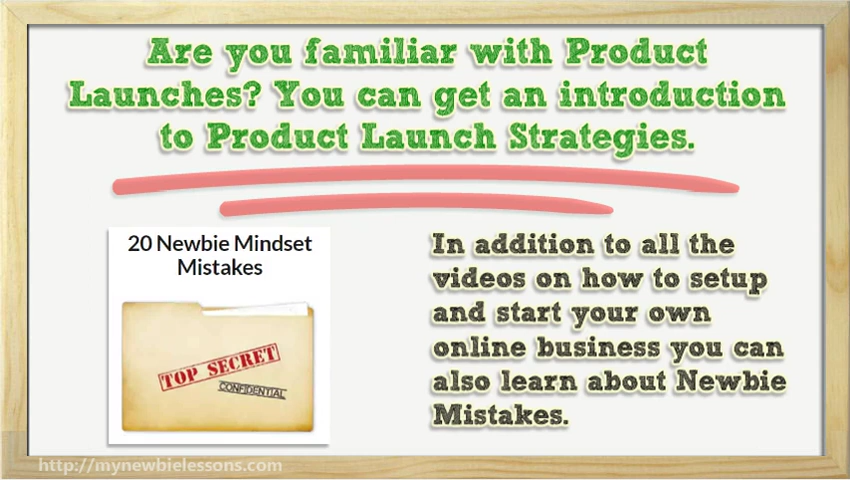 Are you familiar with Product
Launches? You can get an introduction
to Product Launch Strategies.
20 Newbie Mindset
Mistakes
TOP SECRET
CONFIDENTIAL
In addition to all the
videos on how to setup
and start your own
online business you can
also learn about Newbie
Mistakes.
http://mynewbielessons.com